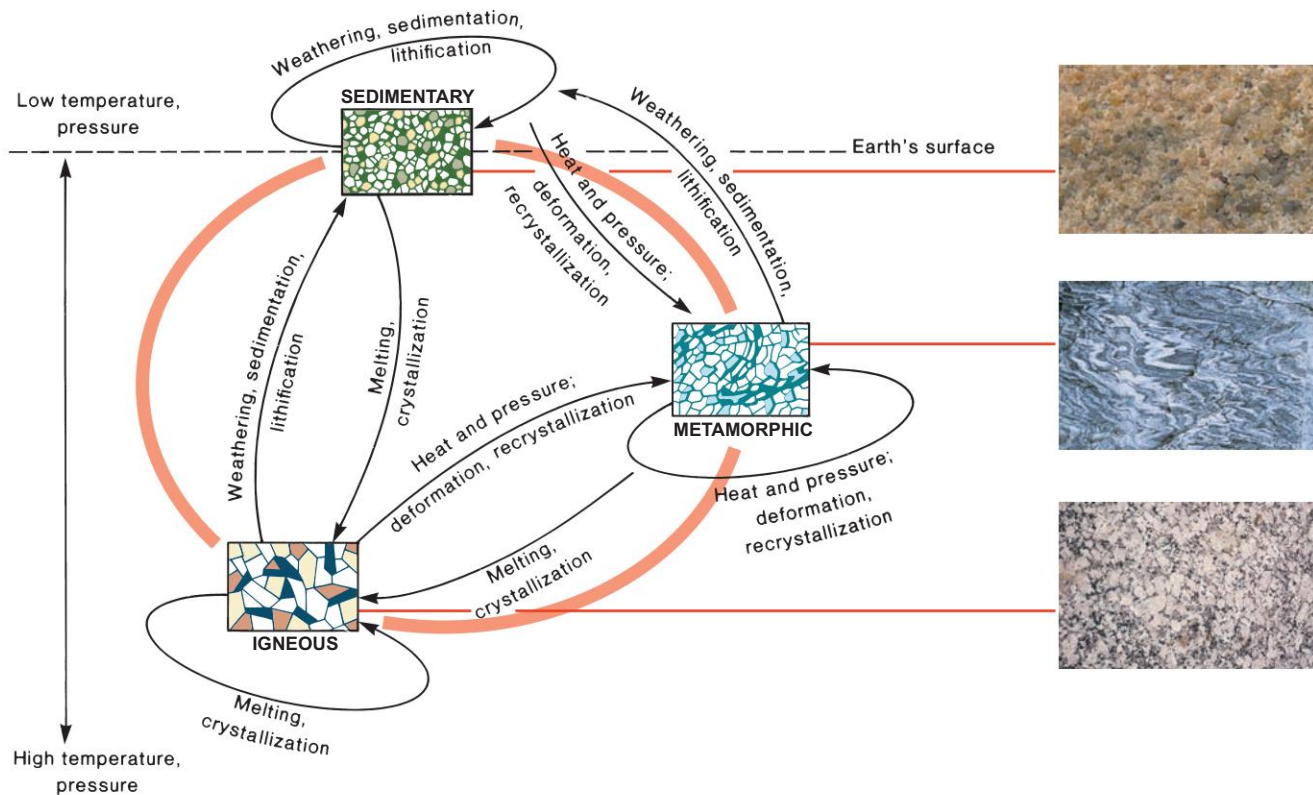 Weathering, sedimentation,
lithification
SEDIMENTARY
Low temperature,
pressure
Earth's surface
Weathering, sedimentation,
lithification
Heat and pressure;
deformation,
recrystallization
Weathering, sedimentation,
lithification
Melting,
crystallization
Heat and pressure;
deformation, recrystallization
METAMORPHIC
Heat and pressure;
deformation,
recrystallization
Melting,
crystallization
IGNEOUS
Melting,
crystallization
High temperature,
pressure